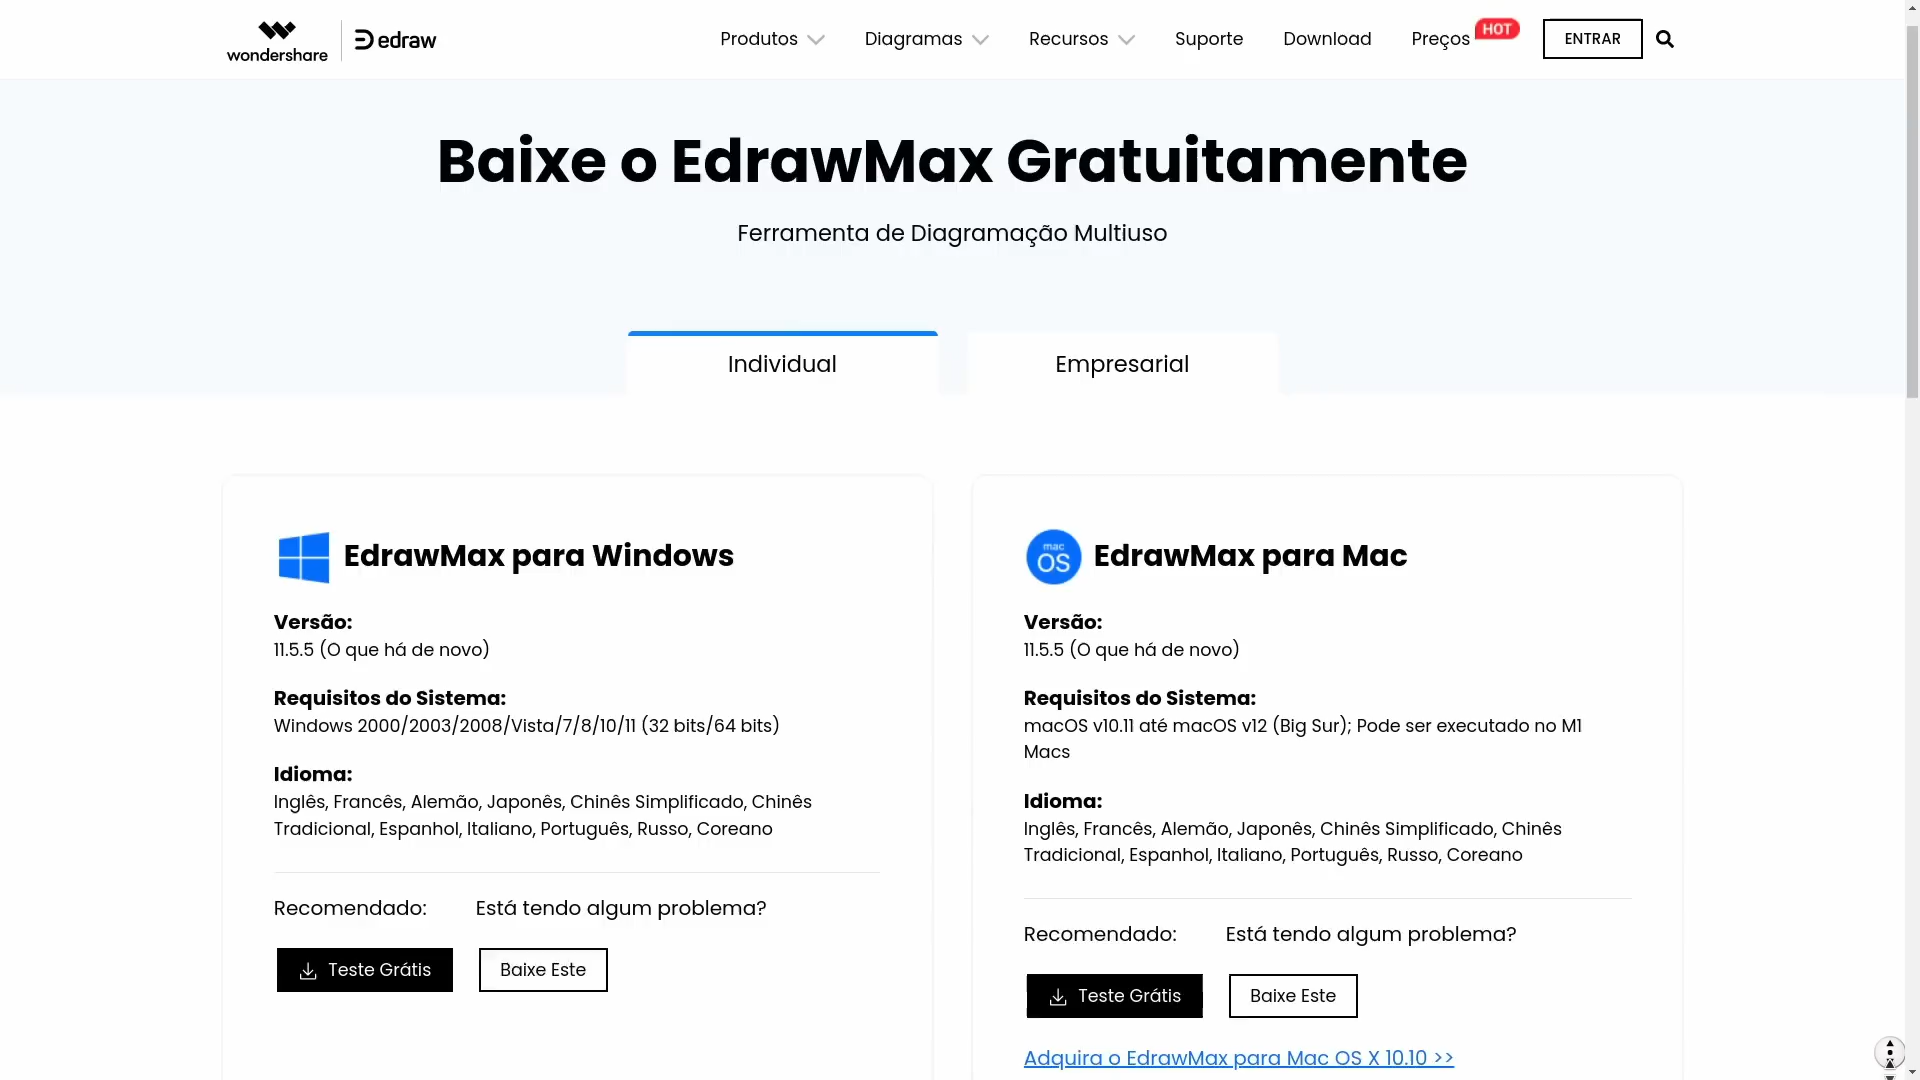 wondershare
edraw
Produtos
Diagramas
Recursos
Suporte
Download
Preços
HOT
ENTRAR
Baixe o EdrawMax Gratuitamente
Ferramenta de Diagramação Multiuso
Individual
Empresarial
EdrawMax para Windows
Versão:
11.5.5 (O que há de novo)
Requisitos do Sistema:
Windows 2000/2003/2008/Vista/7/8/10/11 (32 bits/64 bits)
Idioma:
Inglês, Francês, Alemão, Japonês, Chinês Simplificado, Chinês
Tradicional, Espanhol, Italiano, Português, Russo, Coreano
Recomendado:
Está tendo algum problema?
Teste Grátis
Baixe Este
mac
OS
EdrawMax para Mac
Versão:
11.5.5 (O que há de novo)
Requisitos do Sistema:
macOS v10.11 até macOS v12 (Big Sur); Pode ser executado no M1
Macs
Idioma:
Inglês, Francês, Alemão, Japonês, Chinês Simplificado, Chinês
Tradicional, Espanhol, Italiano, Português, Russo, Coreano
Recomendado:
Está tendo algum problema?
Teste Grátis
Baixe Este
Adquira o EdrawMax para Mac OS X 10.10 >>